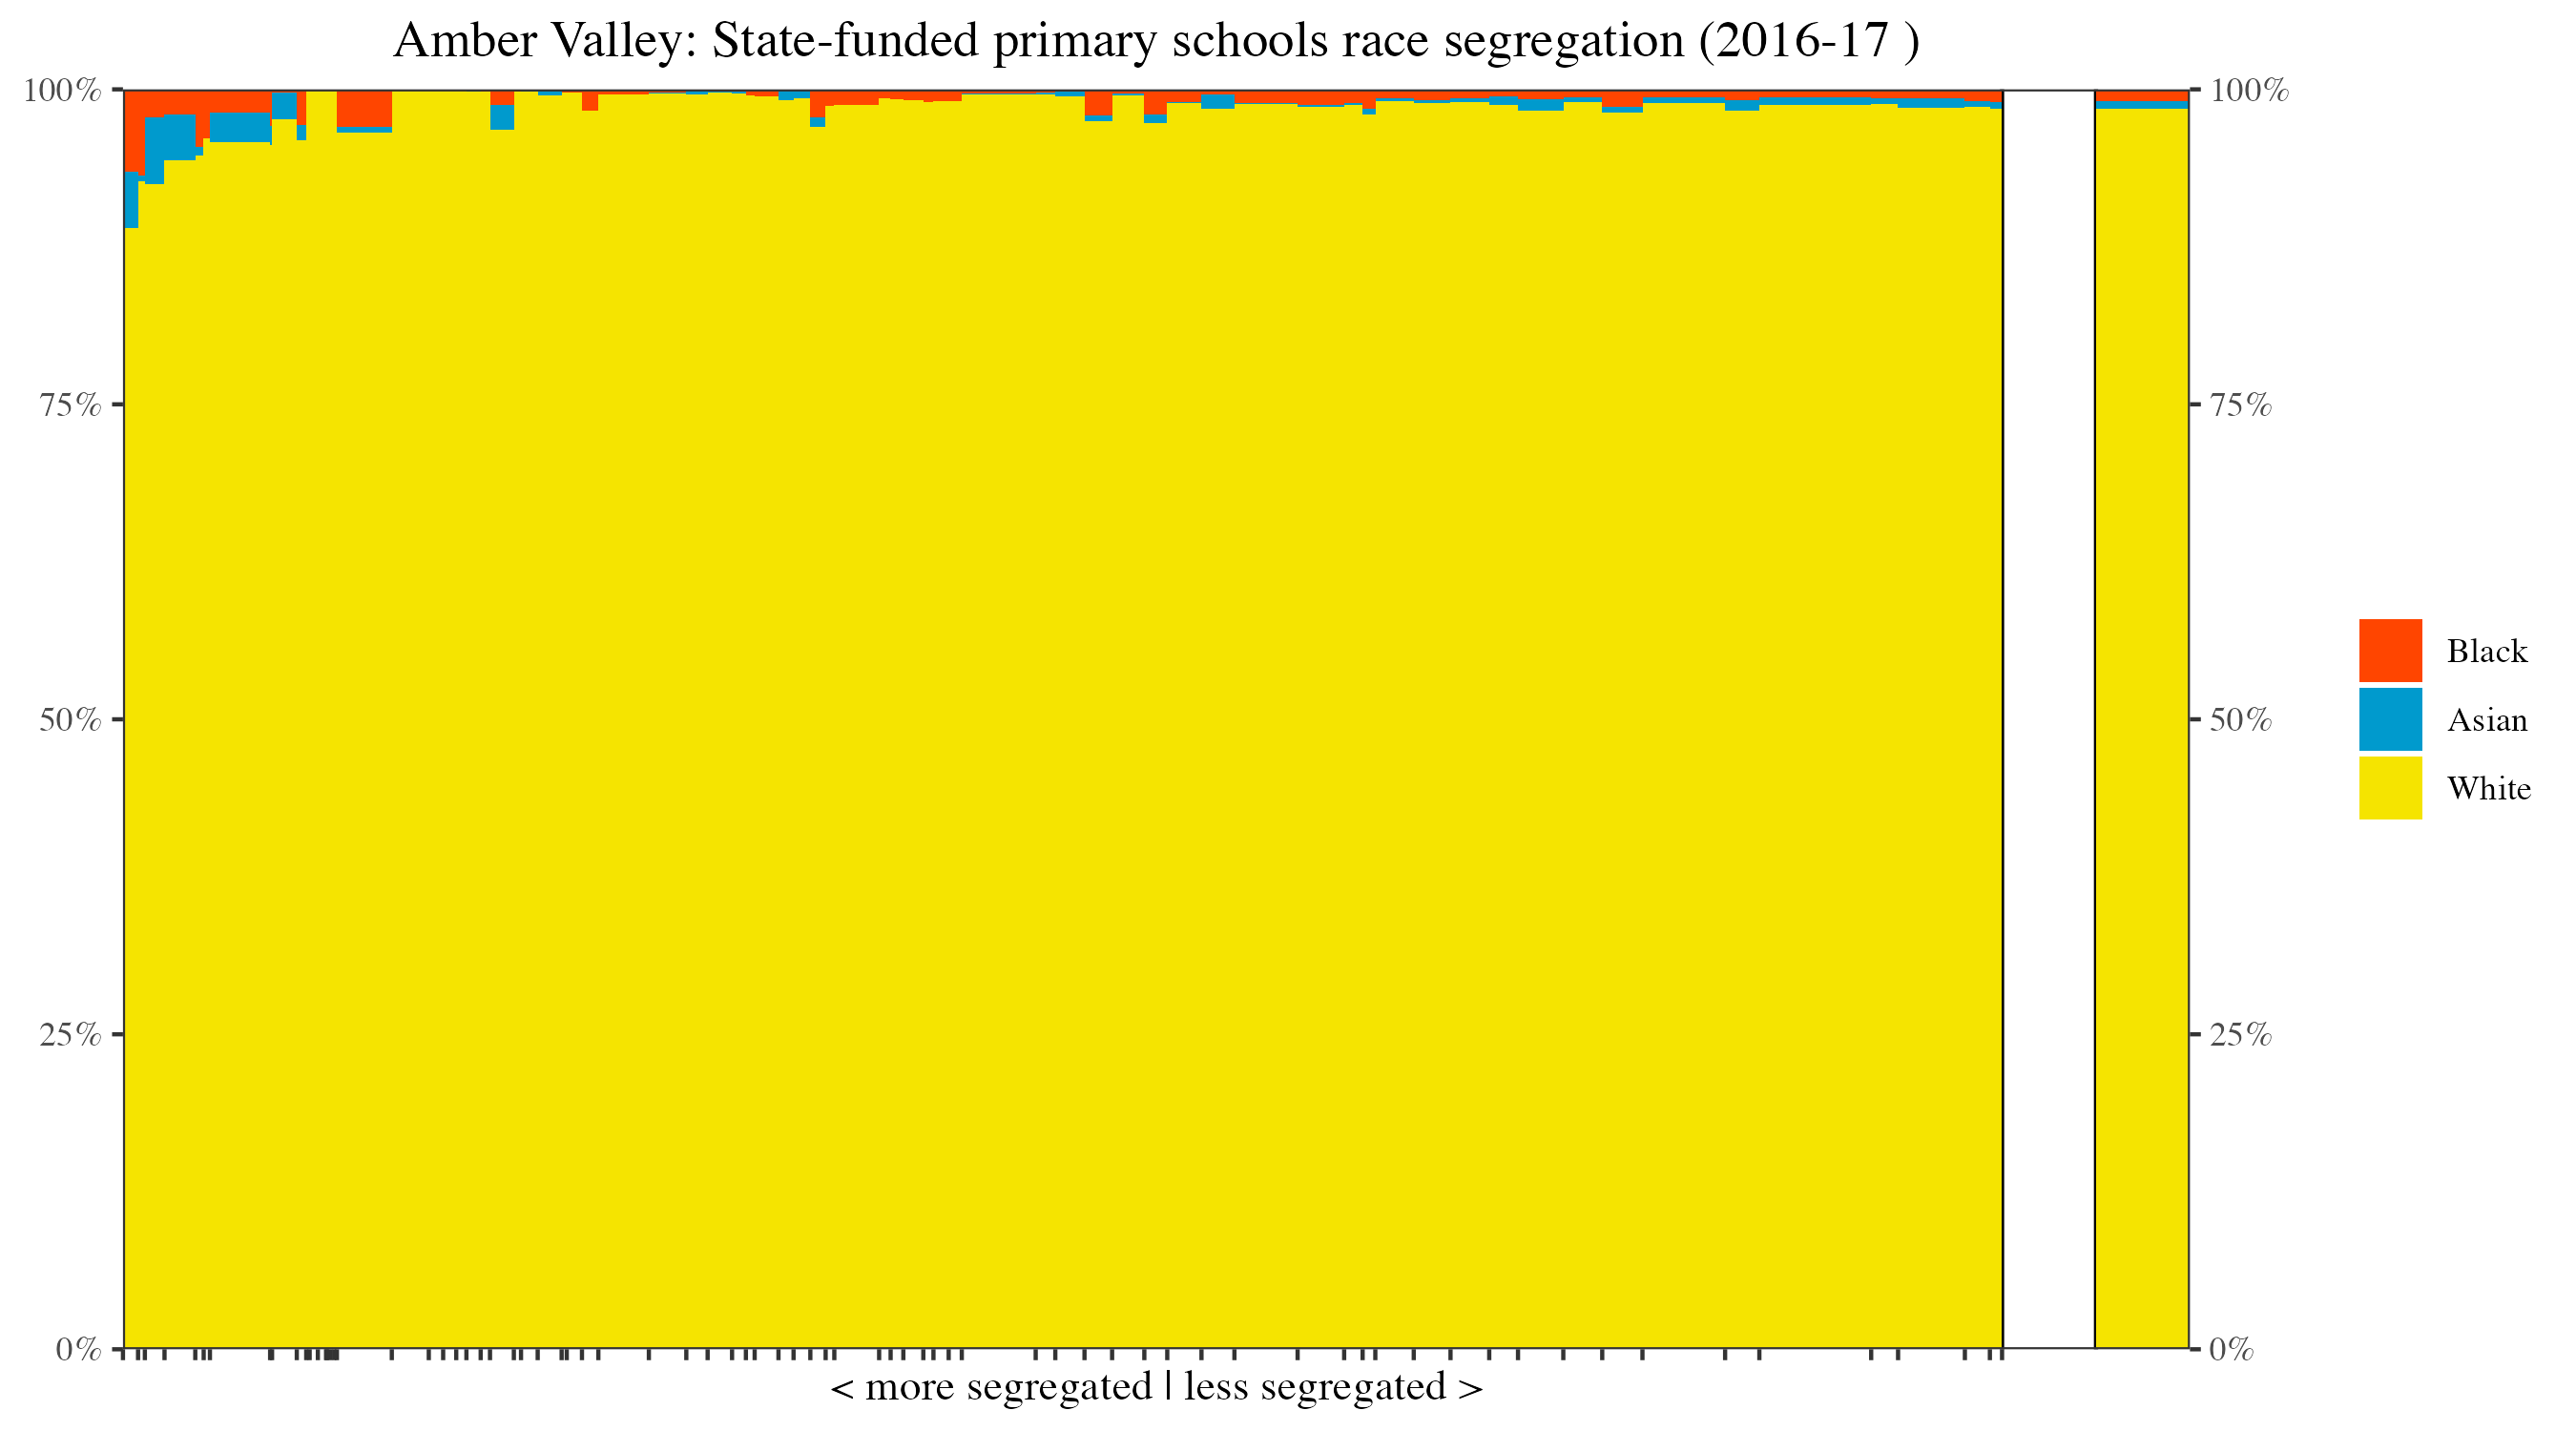 Amber Valley: State-funded primary schools race segregation (2016-17 )
100%
75%
50%
25%
0%
100%
75%
50%
25%
0%
Black
Asian
White
< more segregated | less segregated >